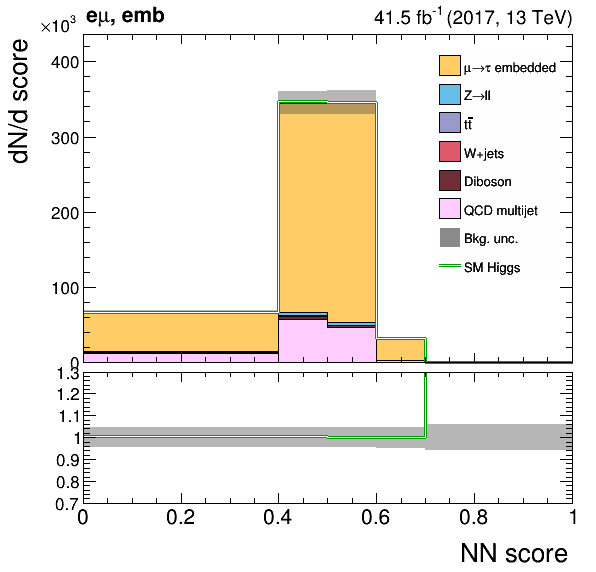 ×10³ eμ, emb 41.5 fb⁻¹ (2017, 13 TeV)
dN/d score
400
300
200
100
0
μ→τ embedded
Z→ll
tt̅
W+jets
Diboson
QCD multijet
Bkg. unc.
SM Higgs
1.3
1.2
1.1
1
0.9
0.8
0.7
0 0.2 0.4 0.6 0.8 1
NN score